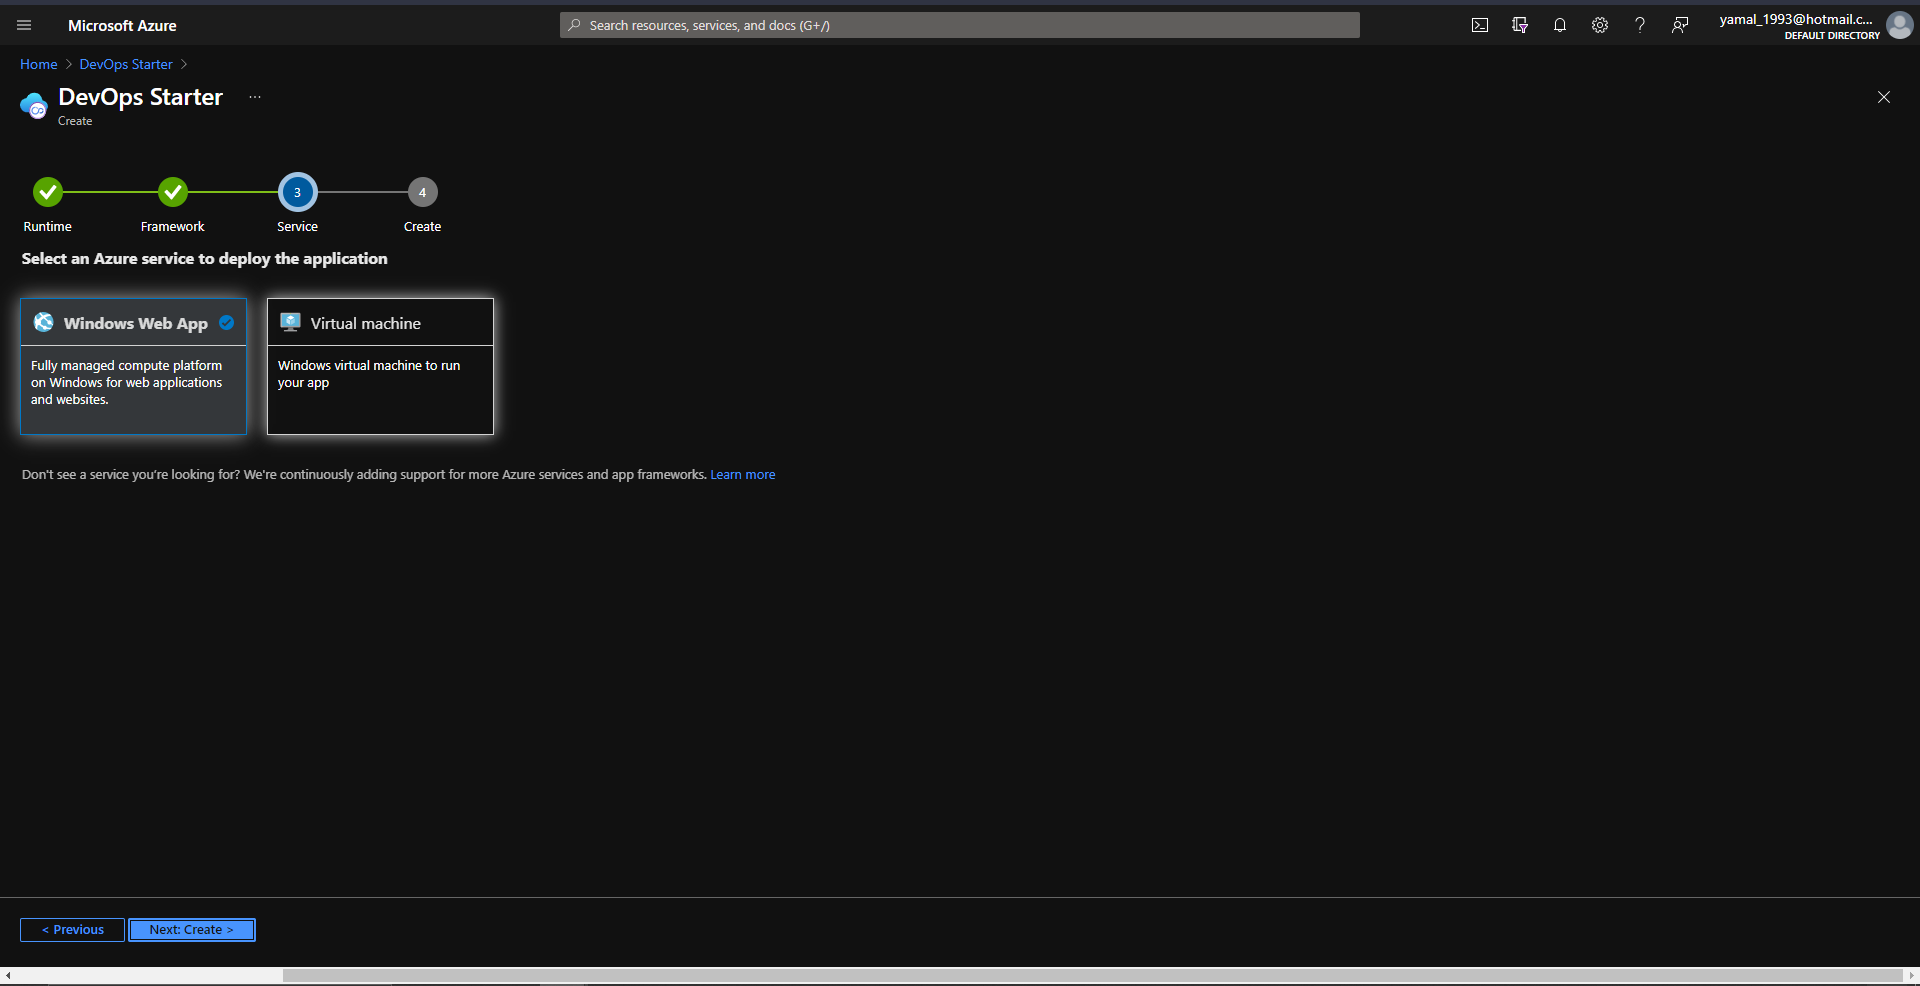 Microsoft Azure
Search resources, services, and docs (G+/)
yamal_1993@hotmail.c...
DEFAULT DIRECTORY
Home > DevOps Starter >
DevOps Starter ...
Create
3
4
Runtime
Framework
Service
Create
Select an Azure service to deploy the application
Windows Web App
Fully managed compute platform
on Windows for web applications
and websites.
Virtual machine
Windows virtual machine to run
your app
Don't see a service you're looking for? We're continuously adding support for more Azure services and app frameworks. Learn more
< Previous
Next: Create >